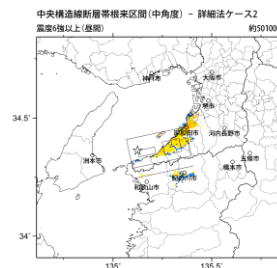 中央構造線断層帯根来区間(中角度) - 詳細法ケース2
震度6強以上(昼間)
約501000
神戸市
大阪市
堺市
34.5˚
岸和田市
河内長野市
洲本市
五條市
橋本市
和歌山市
34˚
135˚
135.5˚